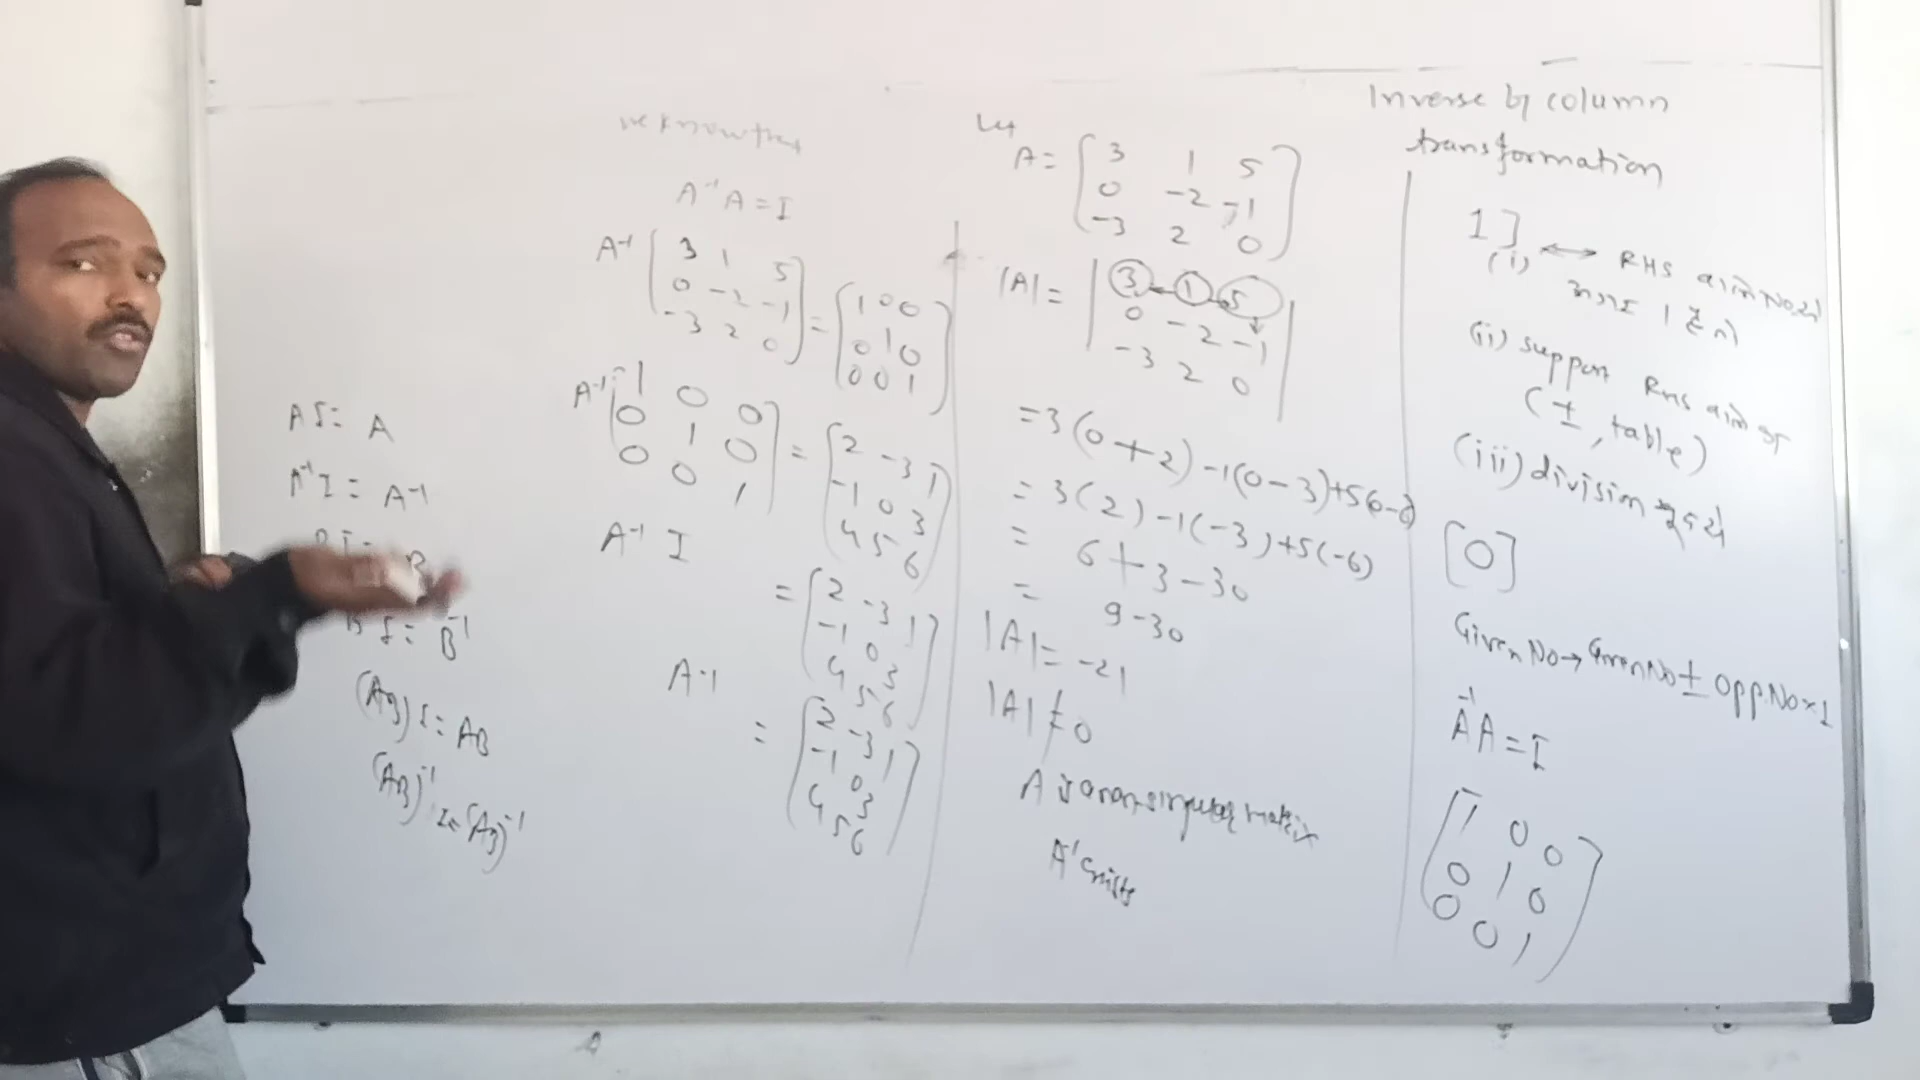 Inverse by column
transformation
1]
(i) ↔ RHS
(ii) support RHS
(±, table)
(iii) division
[0]
Given No → Given No ± opp.No×1
A⁻¹A = I
[1 0 0
0 1 0
0 0 1]
Let
A = [3 1 5
0 -2 -1
-3 2 0]
|A| = |3 1 5
0 -2 -1
-3 2 0|
= 3(0+2) -1(0-3)+5(0-6)
= 3(2) -1(-3)+5(-6)
= 6+3-30
= 9-30
|A| = -21
|A| ≠ 0
A is a non singular matrix
A⁻¹ exists
we know that
A⁻¹A = I
A⁻¹ [3 1 5
0 -2 -1
-3 2 0] = [1 0 0
0 1 0
0 0 1]
A⁻¹ [1 0 0
0 1 0
0 0 1] = [2 -3 1
-1 0 3
4 5 6]
A⁻¹ I
= [2 -3 1
-1 0 3
4 5 6]
A⁻¹
= [2 -3 1
-1 0 3
4 5 6]
A I = A
A⁻¹ I = A⁻¹
B
I = B⁻¹
(AB) I = AB
(AB)⁻¹ I = (AB)⁻¹